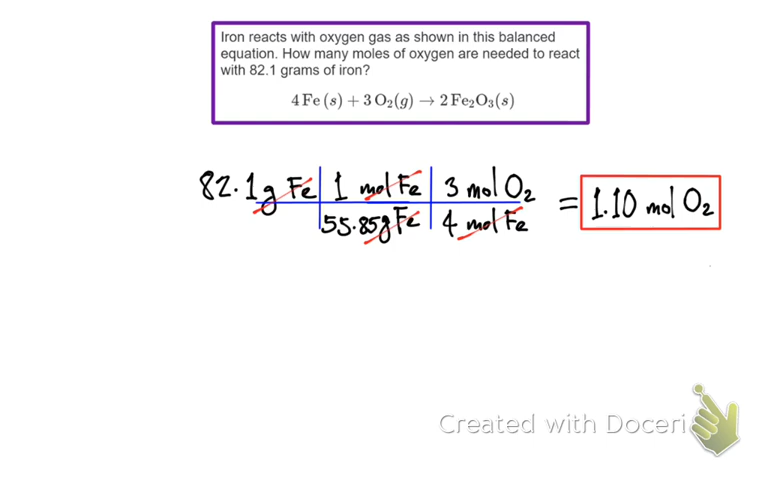 Iron reacts with oxygen gas as shown in this balanced
equation. How many moles of oxygen are needed to react
with 82.1 grams of iron?
4 Fe (s) + 3 O₂(g) → 2 Fe₂O₃(s)
82.1g Fe | 1 mol Fe | 3 mol O₂ = 1.10 mol O₂
55.85g Fe | 4 mol Fe
Created with Doceri